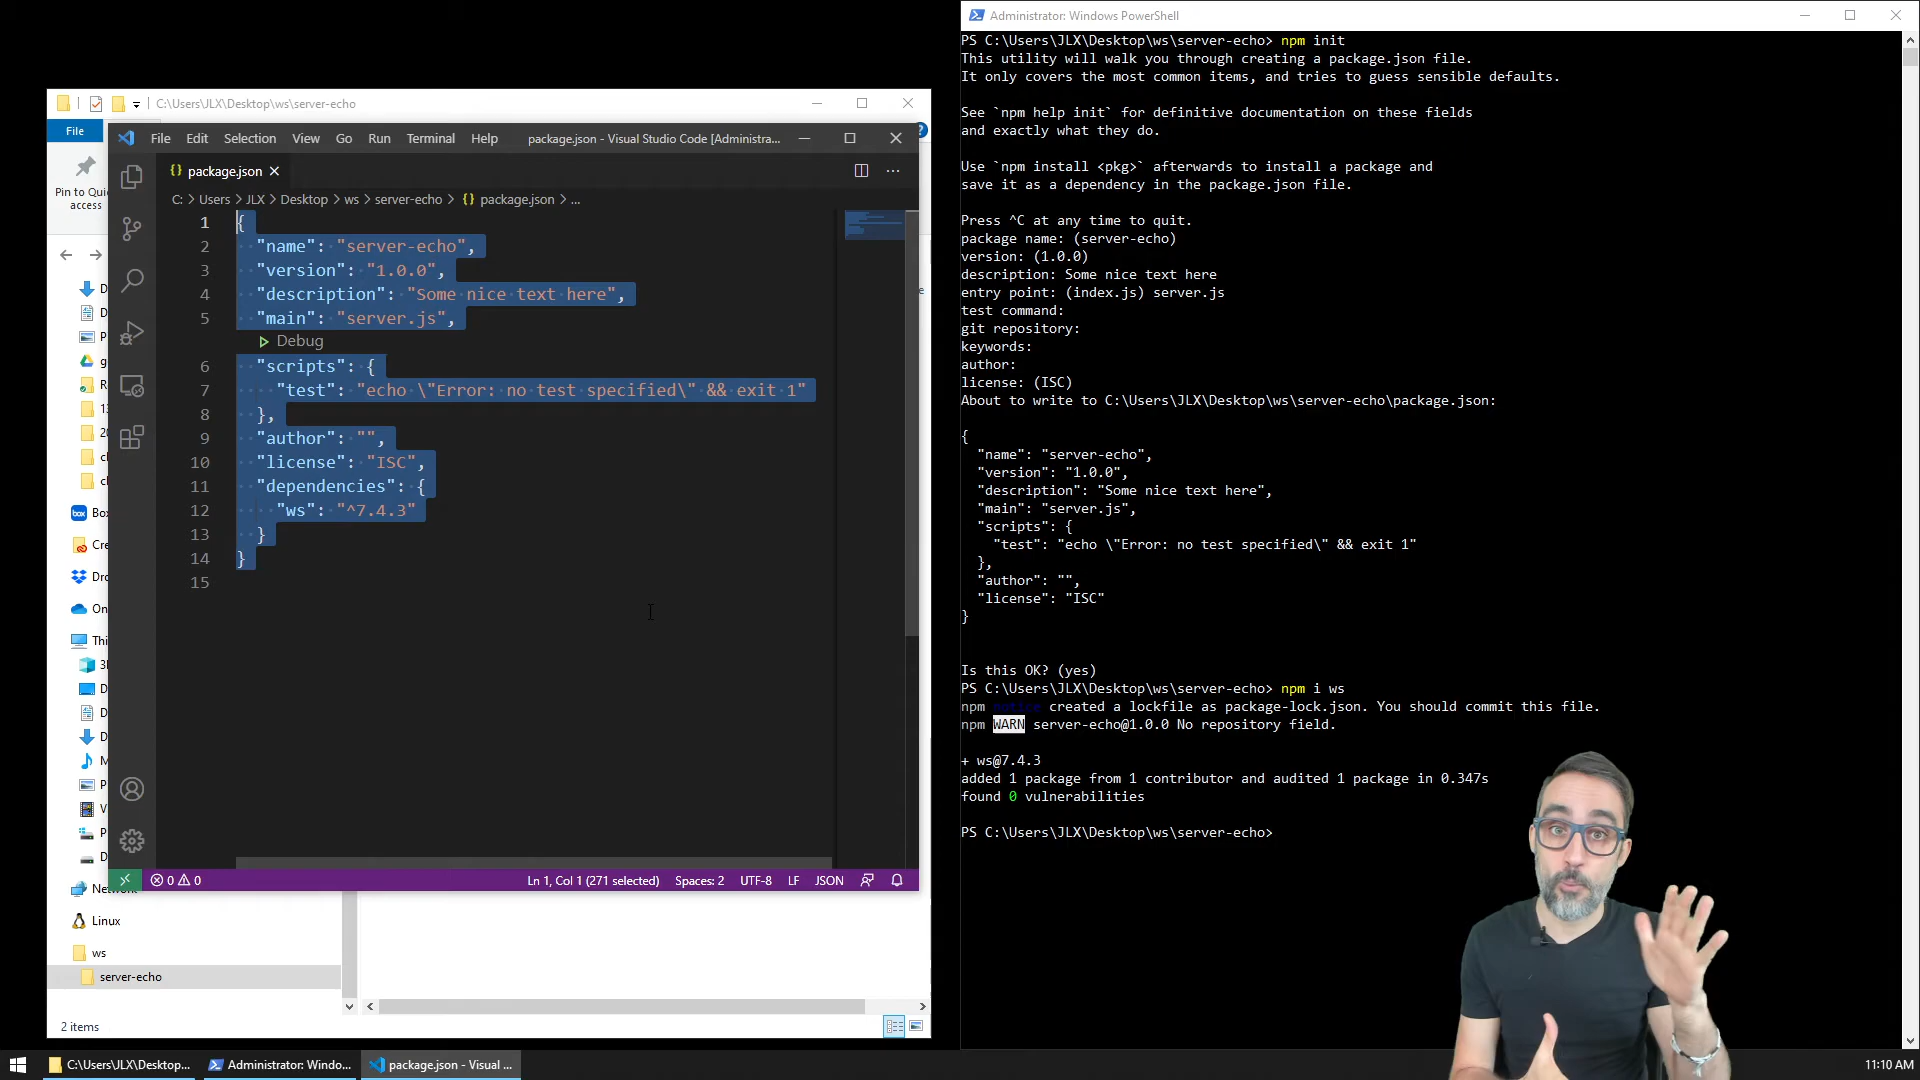 C:\Users\JLX\Desktop\ws\server-echo
File
Pin to Quic
access
D
D
P
g
R
13
20
cl
cl
Box
Cre
Dro
On
Thi
3D
D
D
D
M
P
V
P
D
Netw
Linux
ws
server-echo
2 items
File Edit Selection View Go Run Terminal Help package.json - Visual Studio Code [Administra...
package.json
C: > Users > JLX > Desktop > ws > server-echo > {} package.json > ...
1 {
2 "name": "server-echo",
3 "version": "1.0.0",
4 "description": "Some nice text here",
5 "main": "server.js",
Debug
6 "scripts": {
7 "test": "echo \"Error: no test specified\" && exit 1"
8 },
9 "author": "",
10 "license": "ISC",
11 "dependencies": {
12 "ws": "^7.4.3"
13 }
14 }
15
0 0 Ln 1, Col 1 (271 selected) Spaces: 2 UTF-8 LF JSON
Administrator: Windows PowerShell
PS C:\Users\JLX\Desktop\ws\server-echo> npm init
This utility will walk you through creating a package.json file.
It only covers the most common items, and tries to guess sensible defaults.
See `npm help init` for definitive documentation on these fields
and exactly what they do.
Use `npm install <pkg>` afterwards to install a package and
save it as a dependency in the package.json file.
Press ^C at any time to quit.
package name: (server-echo)
version: (1.0.0)
description: Some nice text here
entry point: (index.js) server.js
test command:
git repository:
keywords:
author:
license: (ISC)
About to write to C:\Users\JLX\Desktop\ws\server-echo\package.json:
{
"name": "server-echo",
"version": "1.0.0",
"description": "Some nice text here",
"main": "server.js",
"scripts": {
"test": "echo \"Error: no test specified\" && exit 1"
},
"author": "",
"license": "ISC"
}
Is this OK? (yes)
PS C:\Users\JLX\Desktop\ws\server-echo> npm i ws
npm notice created a lockfile as package-lock.json. You should commit this file.
npm WARN server-echo@1.0.0 No repository field.
+ ws@7.4.3
added 1 package from 1 contributor and audited 1 package in 0.347s
found 0 vulnerabilities
PS C:\Users\JLX\Desktop\ws\server-echo>
C:\Users\JLX\Desktop... Administrator: Windo... package.json - Visual ... 11:10 AM